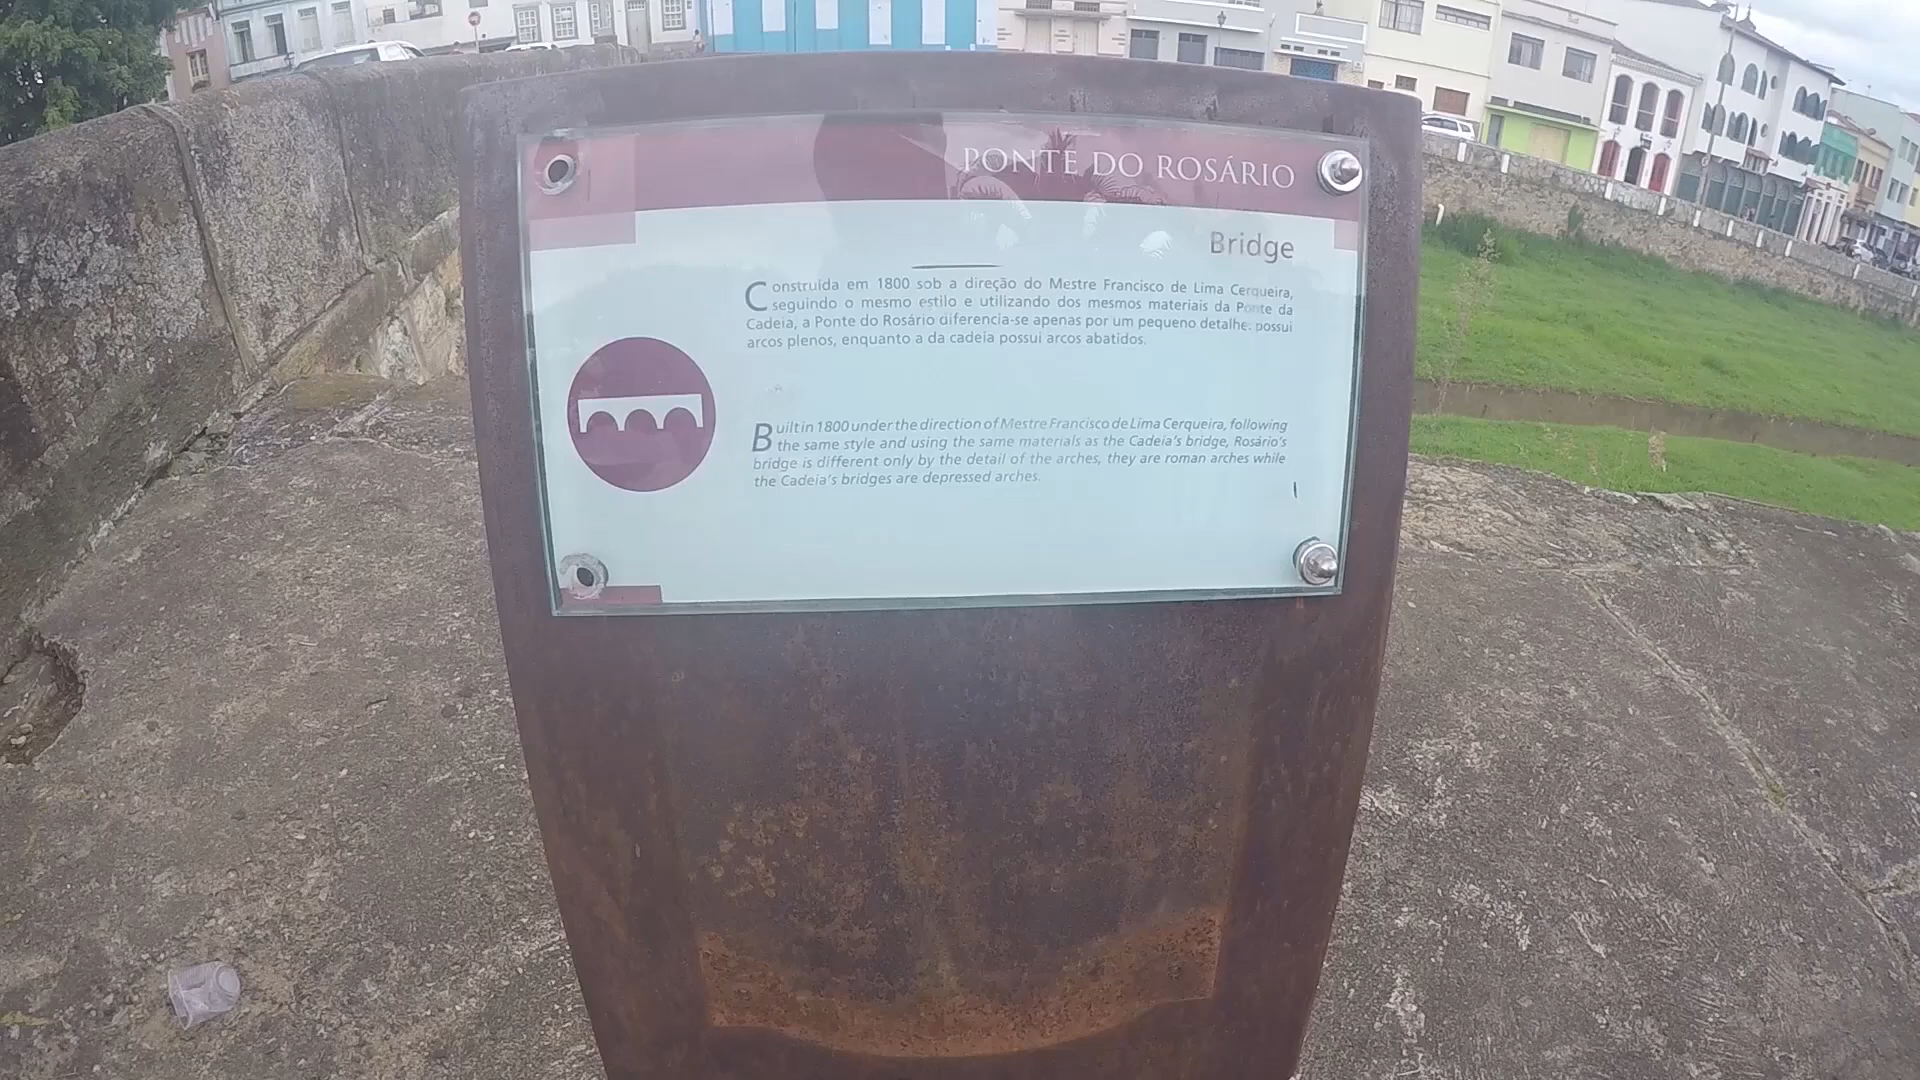 PONTE DO ROSÁRIO
Bridge
Construída em 1800 sob a direção do Mestre Francisco de Lima Cerqueira,
seguindo o mesmo estilo e utilizando dos mesmos materiais da Ponte da
Cadeia, a Ponte do Rosário diferencia-se apenas por um pequeno detalhe: possui
arcos plenos, enquanto a da cadeia possui arcos abatidos.
Built in 1800 under the direction of Mestre Francisco de Lima Cerqueira, following
the same style and using the same materials as the Cadeia's bridge, Rosário's
bridge is different only by the detail of the arches, they are roman arches while
the Cadeia's bridges are depressed arches.